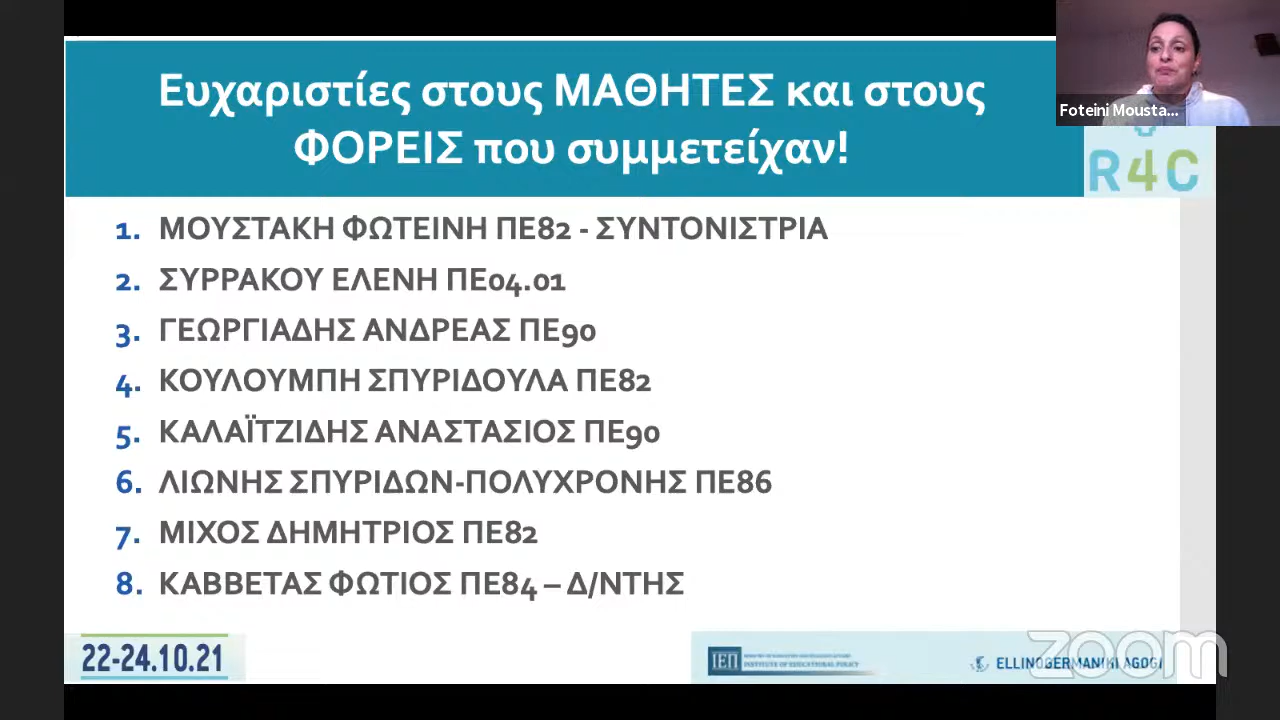 Ευχαριστίες στους ΜΑΘΗΤΕΣ και στους
ΦΟΡΕΙΣ που συμμετείχαν!
Foteini Mousta...
R4C
1. ΜΟΥΣΤΑΚΗ ΦΩΤΕΙΝΗ ΠΕ82 - ΣΥΝΤΟΝΙΣΤΡΙΑ
2. ΣΥΡΡΑΚΟΥ ΕΛΕΝΗ ΠΕ04.01
3. ΓΕΩΡΓΙΑΔΗΣ ΑΝΔΡΕΑΣ ΠΕ90
4. ΚΟΥΛΟΥΜΠΗ ΣΠΥΡΙΔΟΥΛΑ ΠΕ82
5. ΚΑΛΑΪΤΖΙΔΗΣ ΑΝΑΣΤΑΣΙΟΣ ΠΕ90
6. ΛΙΩΝΗΣ ΣΠΥΡΙΔΩΝ-ΠΟΛΥΧΡΟΝΗΣ ΠΕ86
7. ΜΙΧΟΣ ΔΗΜΗΤΡΙΟΣ ΠΕ82
8. ΚΑΒΒΕΤΑΣ ΦΩΤΙΟΣ ΠΕ84 – Δ/ΝΤΗΣ
22-24.10.21
ΙΕΠ
INSTITUTE OF EDUCATIONAL POLICY
ELLINOGERMANIKI AGOGI
zoom